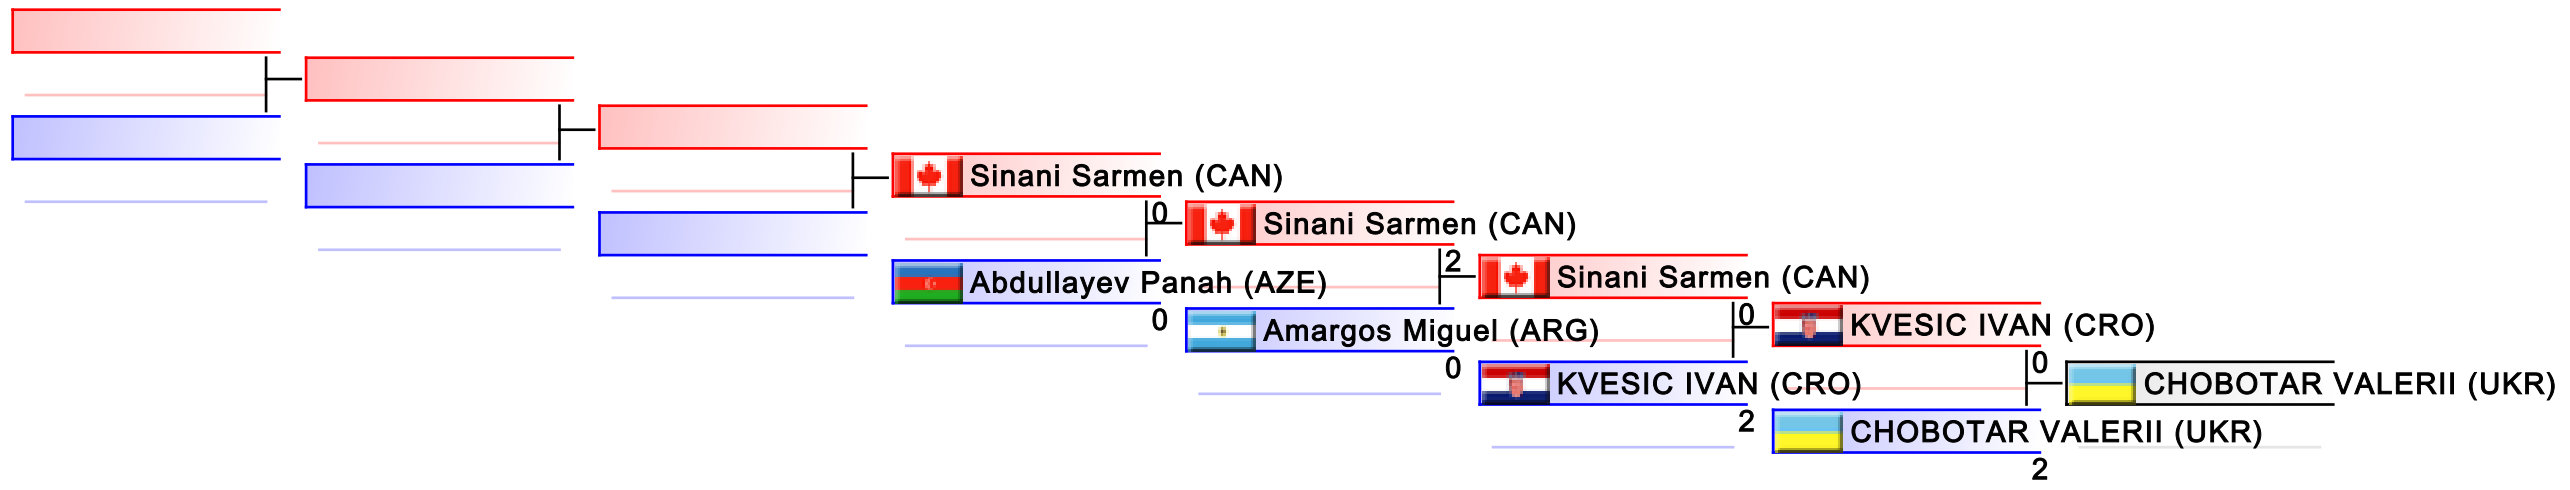 Sinani Sarmen (CAN)
0
Abdullayev Panah (AZE)
0
Sinani Sarmen (CAN)
2
Amargos Miguel (ARG)
0
Sinani Sarmen (CAN)
0
KVESIC IVAN (CRO)
2
KVESIC IVAN (CRO)
0
CHOBOTAR VALERII (UKR)
2
CHOBOTAR VALERII (UKR)